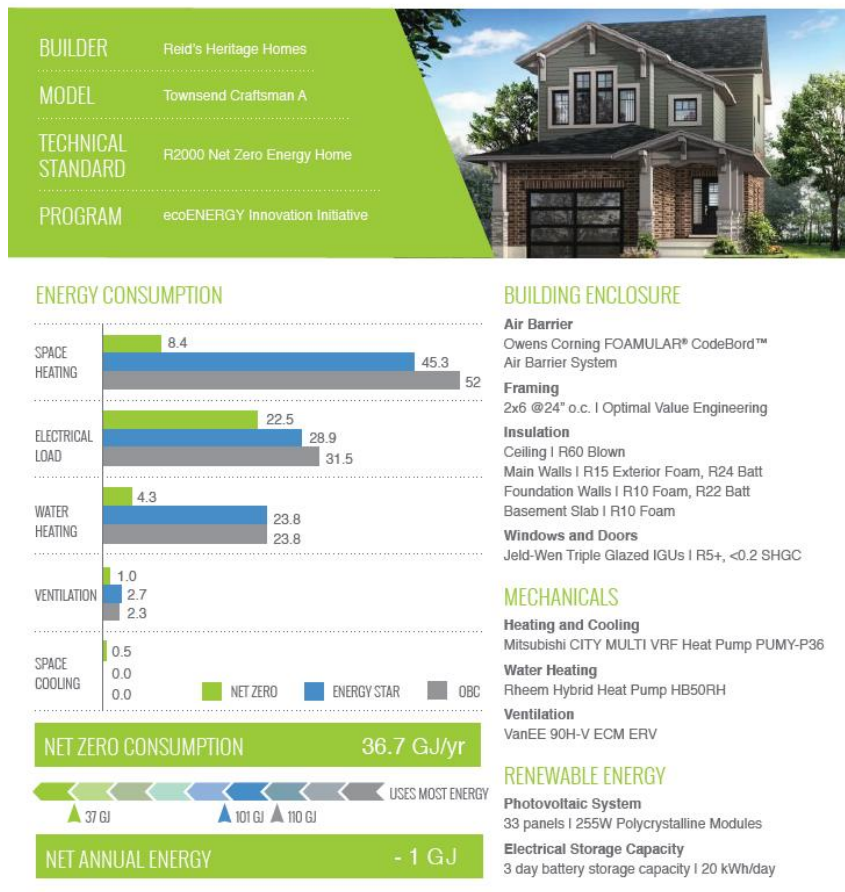 BUILDER Reid's Heritage Homes
MODEL Townsend Craftsman A
TECHNICAL
STANDARD R2000 Net Zero Energy Home
PROGRAM ecoENERGY Innovation Initiative
ENERGY CONSUMPTION
SPACE
HEATING
8.4
45.3
52
ELECTRICAL
LOAD
22.5
28.9
31.5
WATER
HEATING
4.3
23.8
23.8
VENTILATION
1.0
2.7
2.3
SPACE
COOLING
0.5
0.0
0.0
NET ZERO ENERGY STAR OBC
NET ZERO CONSUMPTION 36.7 GJ/yr
USES MOST ENERGY
37 GJ 101 GJ 110 GJ
NET ANNUAL ENERGY - 1 GJ
BUILDING ENCLOSURE
Air Barrier
Owens Corning FOAMULAR® CodeBord™
Air Barrier System
Framing
2x6 @24" o.c. I Optimal Value Engineering
Insulation
Ceiling I R60 Blown
Main Walls I R15 Exterior Foam, R24 Batt
Foundation Walls I R10 Foam, R22 Batt
Basement Slab I R10 Foam
Windows and Doors
Jeld-Wen Triple Glazed IGUs I R5+, <0.2 SHGC
MECHANICALS
Heating and Cooling
Mitsubishi CITY MULTI VRF Heat Pump PUMY-P36
Water Heating
Rheem Hybrid Heat Pump HB50RH
Ventilation
VanEE 90H-V ECM ERV
RENEWABLE ENERGY
Photovoltaic System
33 panels I 255W Polycrystalline Modules
Electrical Storage Capacity
3 day battery storage capacity I 20 kWh/day